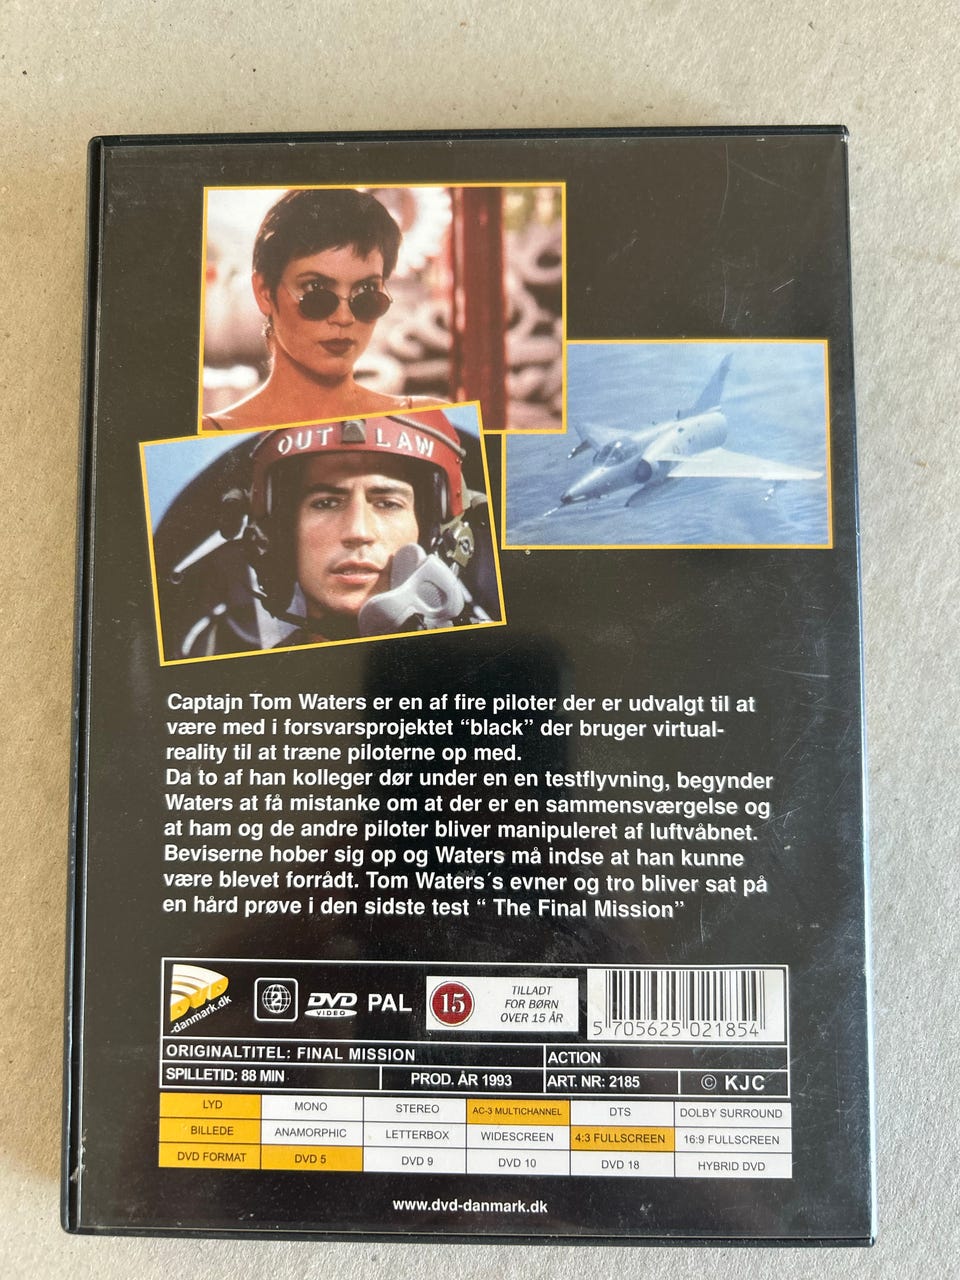 OUT LAW
Captajn Tom Waters er en af fire piloter der er udvalgt til at
være med i forsvarsprojektet “black” der bruger virtual-
reality til at træne piloterne op med.
Da to af han kolleger dør under en en testflyvning, begynder
Waters at få mistanke om at der er en sammensværgelse og
at ham og de andre piloter bliver manipuleret af luftvåbnet.
Beviserne hober sig op og Waters må indse at han kunne
være blevet forrådt. Tom Waters´s evner og tro bliver sat på
en hård prøve i den sidste test “ The Final Mission”
DVD
-danmark.dk
2
DVD
VIDEO
PAL
15
TILLADT
FOR BØRN
OVER 15 ÅR
5 705625 021854
ORIGINALTITEL: FINAL MISSION ACTION
SPILLETID: 88 MIN PROD. ÅR 1993 ART. NR: 2185 © KJC
LYD MONO STEREO AC-3 MULTICHANNEL DTS DOLBY SURROUND
BILLEDE ANAMORPHIC LETTERBOX WIDESCREEN 4:3 FULLSCREEN 16:9 FULLSCREEN
DVD FORMAT DVD 5 DVD 9 DVD 10 DVD 18 HYBRID DVD
www.dvd-danmark.dk